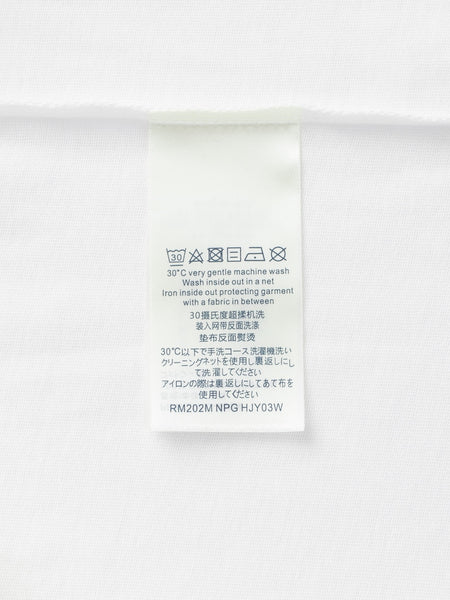 30
30°C very gentle machine wash
Wash inside out in a net
Iron inside out protecting garment
with a fabric in between
30摄氏度超揉机洗
装入网带反面洗涤
垫布反面熨烫
30℃以下で手洗コース洗濯機洗い
クリーニングネットを使用し裏返しにし
て洗濯してください
アイロンの際は裏返しにしてあて布を
使用してください
RM202M NPG HJY03W